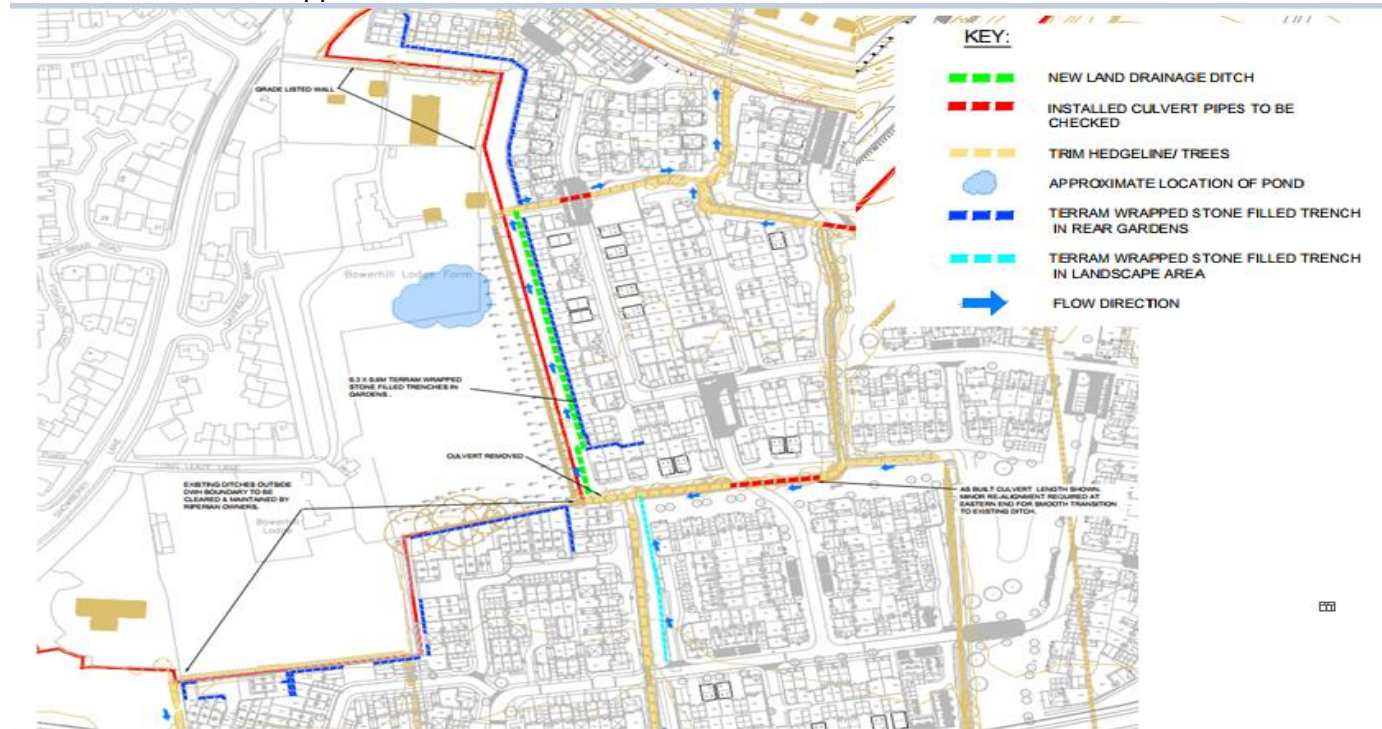 KEY:
NEW LAND DRAINAGE DITCH
INSTALLED CULVERT PIPES TO BE
CHECKED
TRIM HEDGELINE/ TREES
APPROXIMATE LOCATION OF POND
TERRAM WRAPPED STONE FILLED TRENCH
IN REAR GARDENS
TERRAM WRAPPED STONE FILLED TRENCH
IN LANDSCAPE AREA
FLOW DIRECTION
GRADE LISTED WALL
Bowerhill Lodge Farm
TERRAM WRAPPED
STONE FILLED TRENCHES IN
GARDENS .
CULVERT REMOVED
LANE
EXISTING DITCHES OUTSIDE
DWH BOUNDARY TO BE
CLEARED & MAINTAINED BY
RIPERIAN OWNERS.
Lodge
AS BUILT CULVERT LENGTH SHOWN.
MINOR RE-ALIGNMENT REQUIRED AT
EASTERN END FOR SMOOTH TRANSITION
TO EXISTING DITCH.